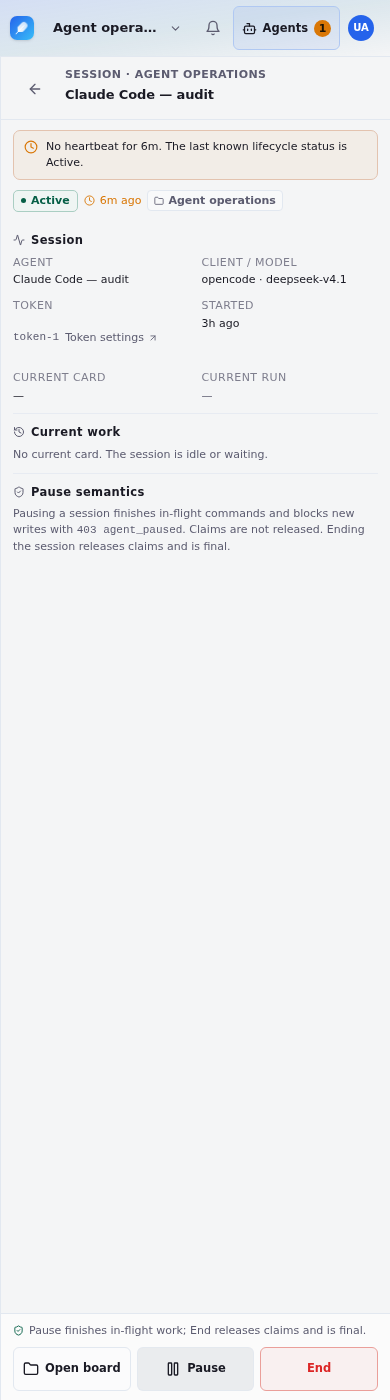 Agent opera...
Agents 1
UA
SESSION · AGENT OPERATIONS
Claude Code — audit
No heartbeat for 6m. The last known lifecycle status is
Active.
Active 6m ago Agent operations
Session
AGENT CLIENT / MODEL
Claude Code — audit opencode · deepseek-v4.1
TOKEN STARTED
3h ago
token-1 Token settings ↗
CURRENT CARD CURRENT RUN
— —
Current work
No current card. The session is idle or waiting.
Pause semantics
Pausing a session finishes in-flight commands and blocks new
writes with 403 agent_paused. Claims are not released. Ending
the session releases claims and is final.
Pause finishes in-flight work; End releases claims and is final.
Open board Pause End